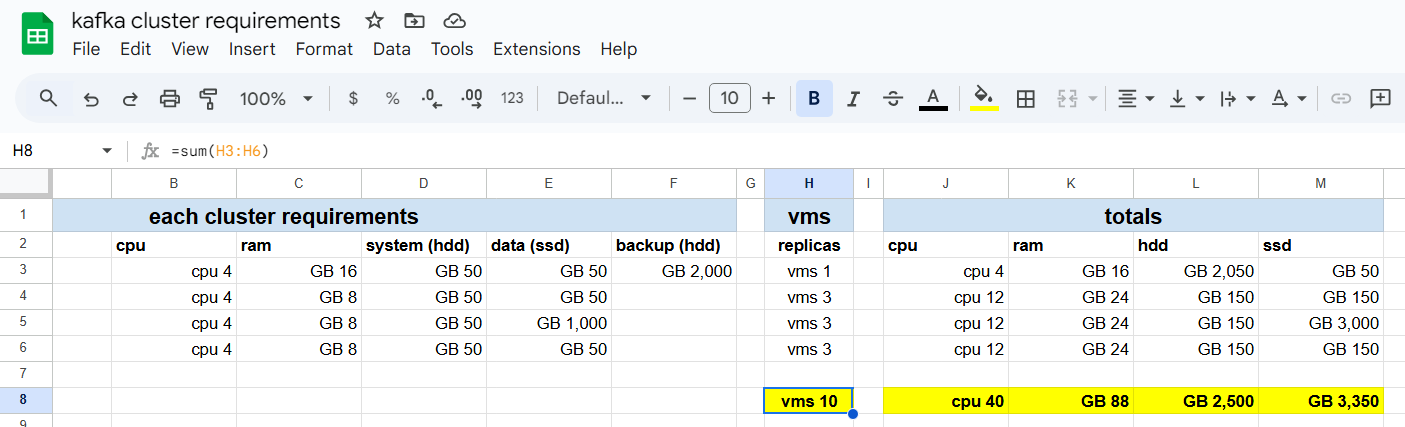 kafka cluster requirements
File Edit View Insert Format Data Tools Extensions Help
100% $ % .0 .00 123 Defaul... 10 B I S A A
H8 fx =sum(H3:H6)
B C D E F G H I J K L M
1 each cluster requirements vms totals
2 cpu ram system (hdd) data (ssd) backup (hdd) replicas cpu ram hdd ssd
3 cpu 4 GB 16 GB 50 GB 50 GB 2,000 vms 1 cpu 4 GB 16 GB 2,050 GB 50
4 cpu 4 GB 8 GB 50 GB 50 vms 3 cpu 12 GB 24 GB 150 GB 150
5 cpu 4 GB 8 GB 50 GB 1,000 vms 3 cpu 12 GB 24 GB 150 GB 3,000
6 cpu 4 GB 8 GB 50 GB 50 vms 3 cpu 12 GB 24 GB 150 GB 150
7
8 vms 10 cpu 40 GB 88 GB 2,500 GB 3,350
9